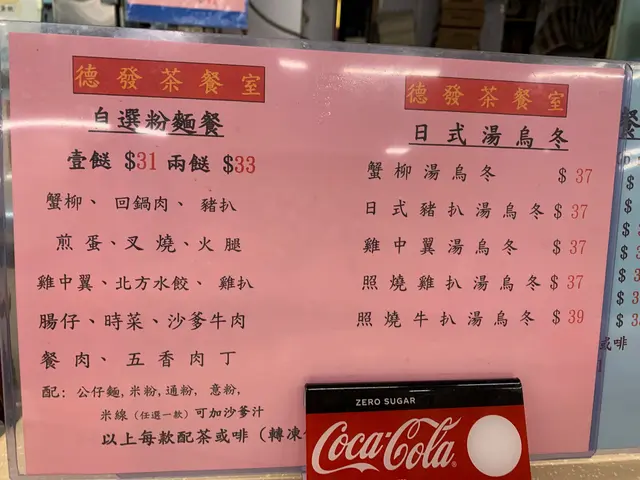 德發茶餐室
自選粉麵餐
壹餸 $31 兩餸 $33
蟹柳、回鍋肉、豬扒
煎蛋、叉燒、火腿
雞中翼、北方水餃、雞扒
腸仔、時菜、沙爹牛肉
餐肉、五香肉丁
配：公仔麵, 米粉, 通粉, 意粉,
米線（任選一款）可加沙爹汁
以上每款配茶或啡（轉凍
德發茶餐室
日式湯烏冬
蟹柳湯烏冬 $37
日式豬扒湯烏冬 $37
雞中翼湯烏冬 $37
照燒雞扒湯烏冬 $37
照燒牛扒湯烏冬 $39
ZERO SUGAR
Coca-Cola